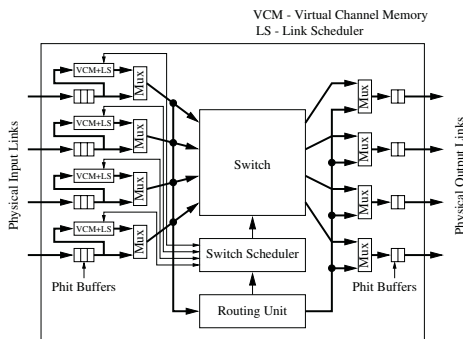 VCM - Virtual Channel Memory
LS - Link Scheduler
VCM+LS
Mux
VCM+LS
Mux
VCM+LS
Mux
VCM+LS
Mux
Physical Input Links
Switch
Switch Scheduler
Routing Unit
Mux
Mux
Mux
Mux
Physical Output Links
Phit Buffers
Phit Buffers